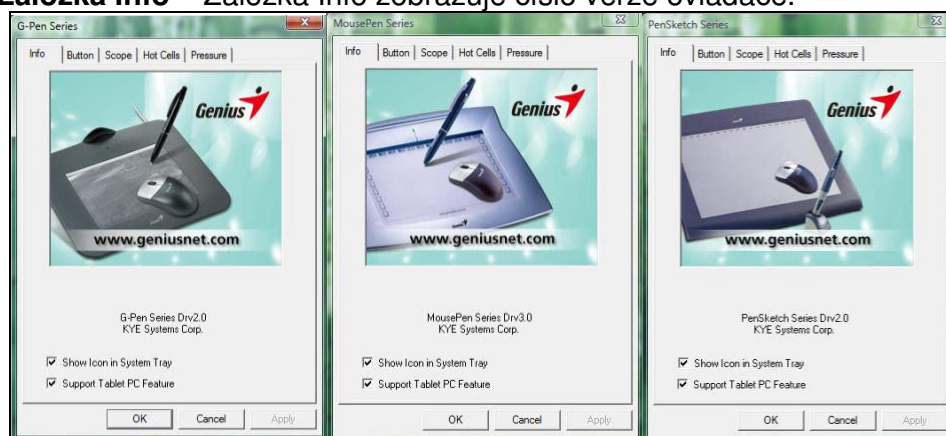 Záložka Info – Záložka Info zobrazuje číslo verze ovladače.
G-Pen Series
Info Button Scope Hot Cells Pressure
Genius
www.geniusnet.com
G-Pen Series Drv2.0
KYE Systems Corp.
Show Icon in System Tray
Support Tablet PC Feature
OK Cancel Apply
MousePen Series
Info Button Scope Hot Cells Pressure
Genius
www.geniusnet.com
MousePen Series Drv3.0
KYE Systems Corp.
Show Icon in System Tray
Support Tablet PC Feature
OK Cancel Apply
PenSketch Series
Info Button Scope Hot Cells Pressure
Genius
www.geniusnet.com
PenSketch Series Drv2.0
KYE Systems Corp.
Show Icon in System Tray
Support Tablet PC Feature
OK Cancel Apply